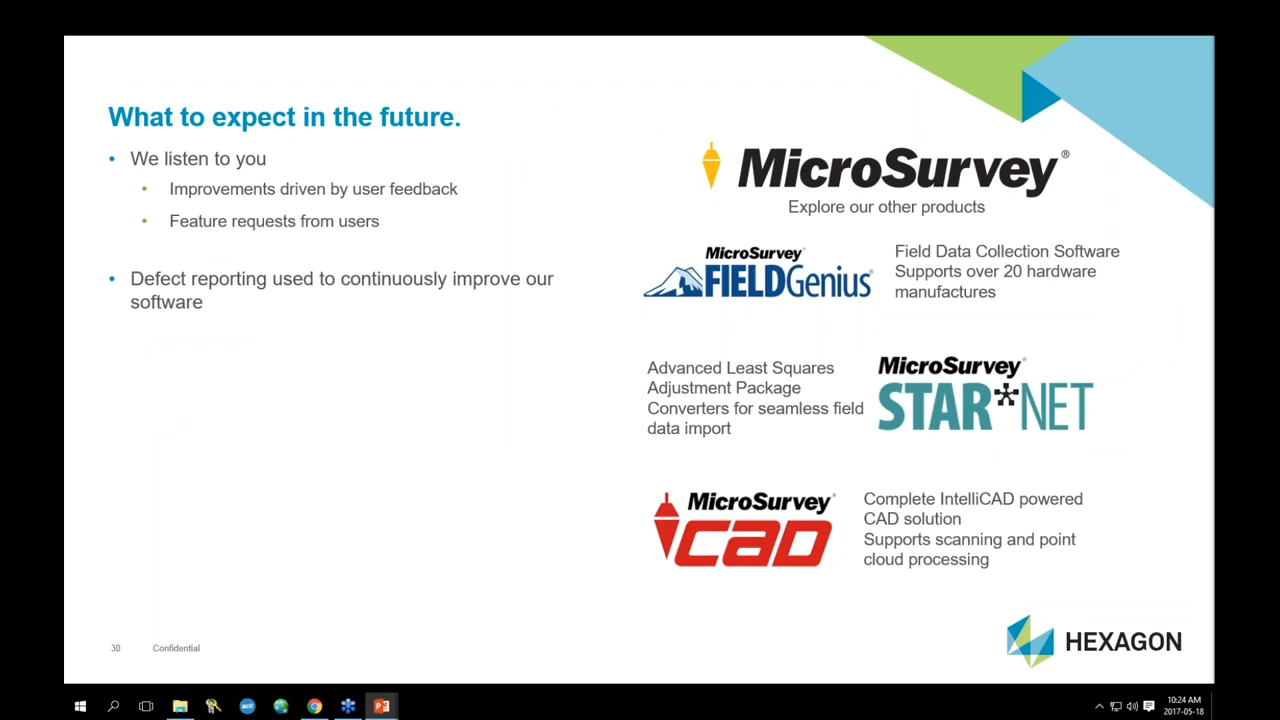 What to expect in the future.
• We listen to you
• Improvements driven by user feedback
• Feature requests from users
• Defect reporting used to continuously improve our
software
MicroSurvey®
Explore our other products
MicroSurvey®
FIELDGenius®
Field Data Collection Software
Supports over 20 hardware
manufactures
Advanced Least Squares
Adjustment Package
Converters for seamless field
data import
MicroSurvey®
STAR*NET
MicroSurvey®
CAD
Complete IntelliCAD powered
CAD solution
Supports scanning and point
cloud processing
30 Confidential
HEXAGON
act!
10:24 AM
2017-05-18